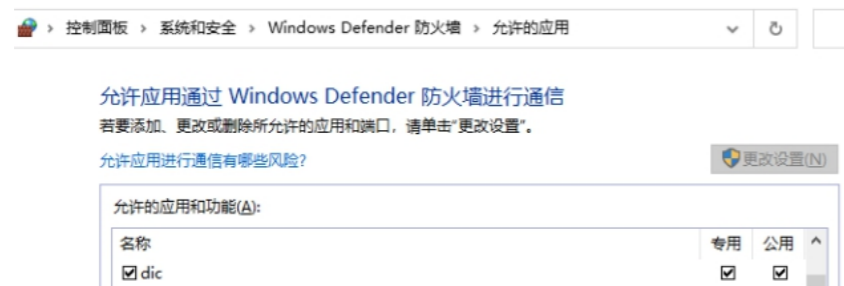 控制面板 › 系统和安全 › Windows Defender 防火墙 › 允许的应用
允许应用通过 Windows Defender 防火墙进行通信
若要添加、更改或删除所允许的应用和端口，请单击"更改设置"。
允许应用进行通信有哪些风险?
更改设置(N)
允许的应用和功能(A):
名称 专用 公用
dic